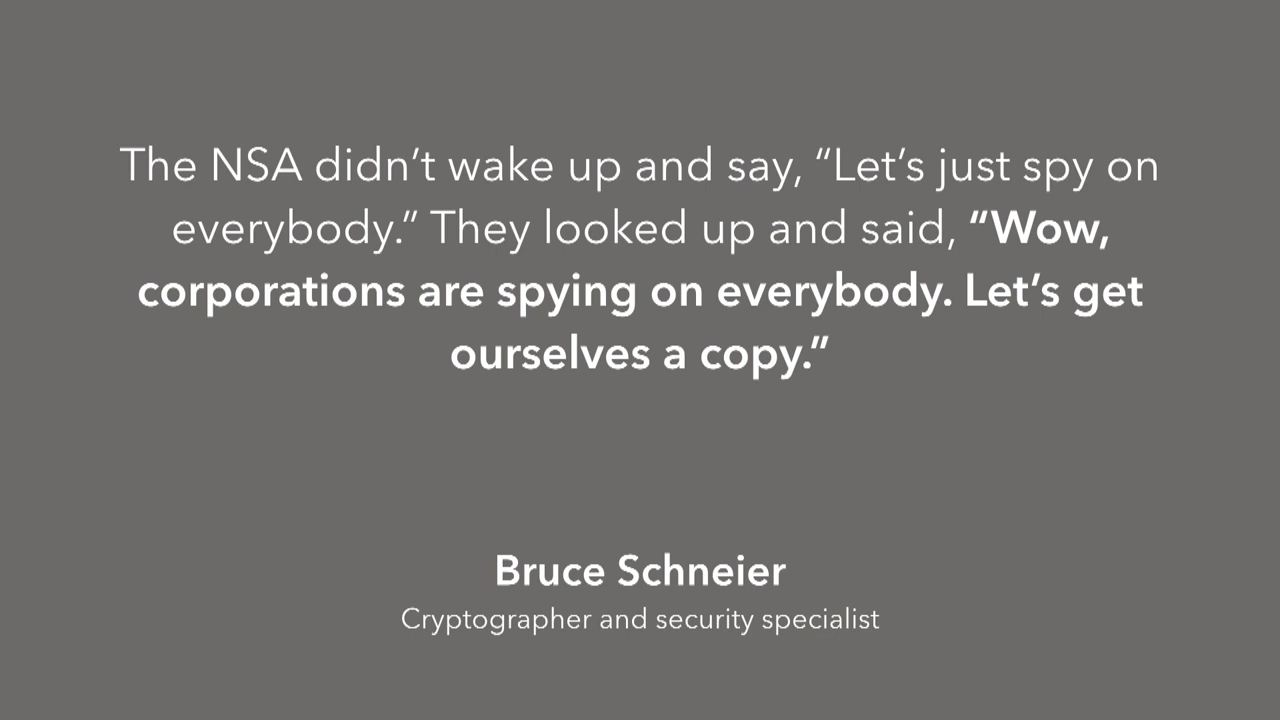 The NSA didn’t wake up and say, “Let’s just spy on
everybody.” They looked up and said, “Wow,
corporations are spying on everybody. Let’s get
ourselves a copy.”
Bruce Schneier
Cryptographer and security specialist